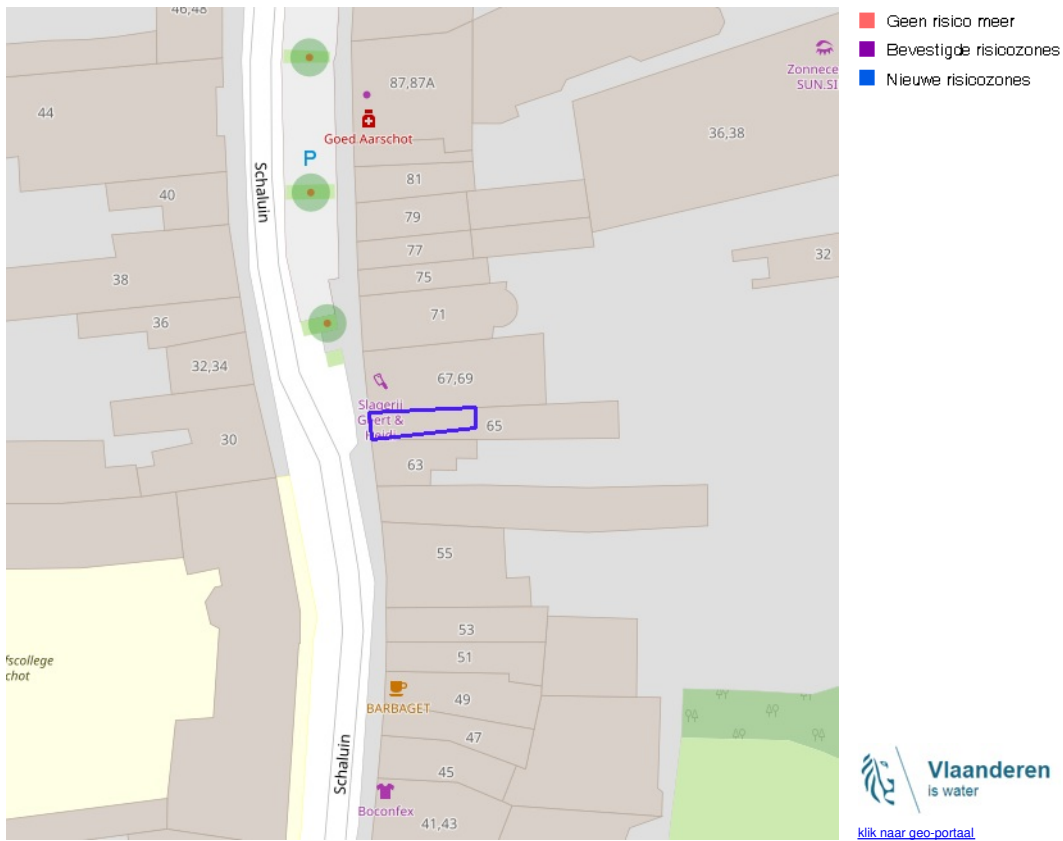 46,48
44
87,87A
Goed Aarschot
Zonnece
SUN.SI
36,38
P
Schaluin
40
81
79
77
38
75
32
36
71
32,34
67,69
Slagerij
Geert &
Heidi
65
30
63
55
53
51
fscollege
chot
49
BARBAGET
47
Schaluin
45
Boconfex
41,43
Geen risico meer
Bevestigde risicozones
Nieuwe risicozones
Vlaanderen
is water
klik naar geo-portaal